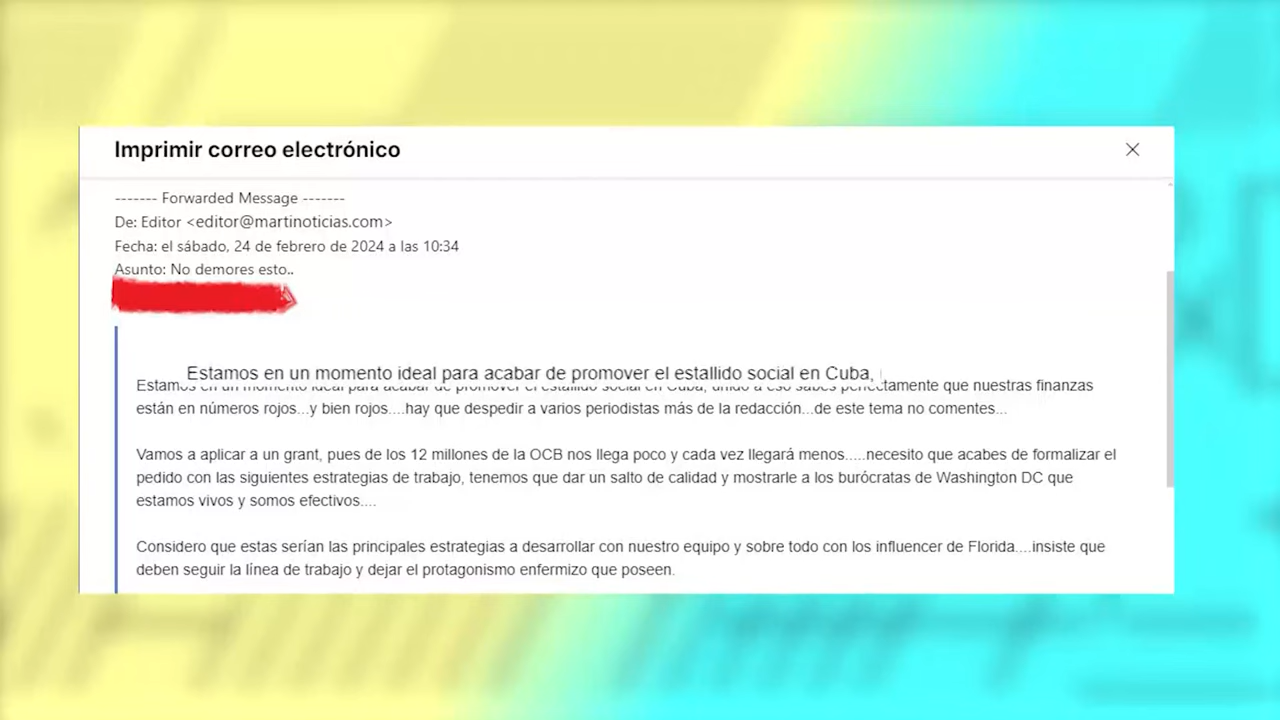 Imprimir correo electrónico
------- Forwarded Message -------
De: Editor <editor@martinoticias.com>
Fecha: el sábado, 24 de febrero de 2024 a las 10:34
Asunto: No demores esto..
Estamos en un momento ideal para acabar de promover el estallido social en Cuba,
Estamos en un momento ideal para acabar de promover el estallido social en Cuba, unido a eso sabes perfectamente que nuestras finanzas
están en números rojos...y bien rojos....hay que despedir a varios periodistas más de la redacción...de este tema no comentes...
Vamos a aplicar a un grant, pues de los 12 millones de la OCB nos llega poco y cada vez llegará menos.....necesito que acabes de formalizar el
pedido con las siguientes estrategias de trabajo, tenemos que dar un salto de calidad y mostrarle a los burócratas de Washington DC que
estamos vivos y somos efectivos....
Considero que estas serían las principales estrategias a desarrollar con nuestro equipo y sobre todo con los influencer de Florida....insiste que
deben seguir la línea de trabajo y dejar el protagonismo enfermizo que poseen.